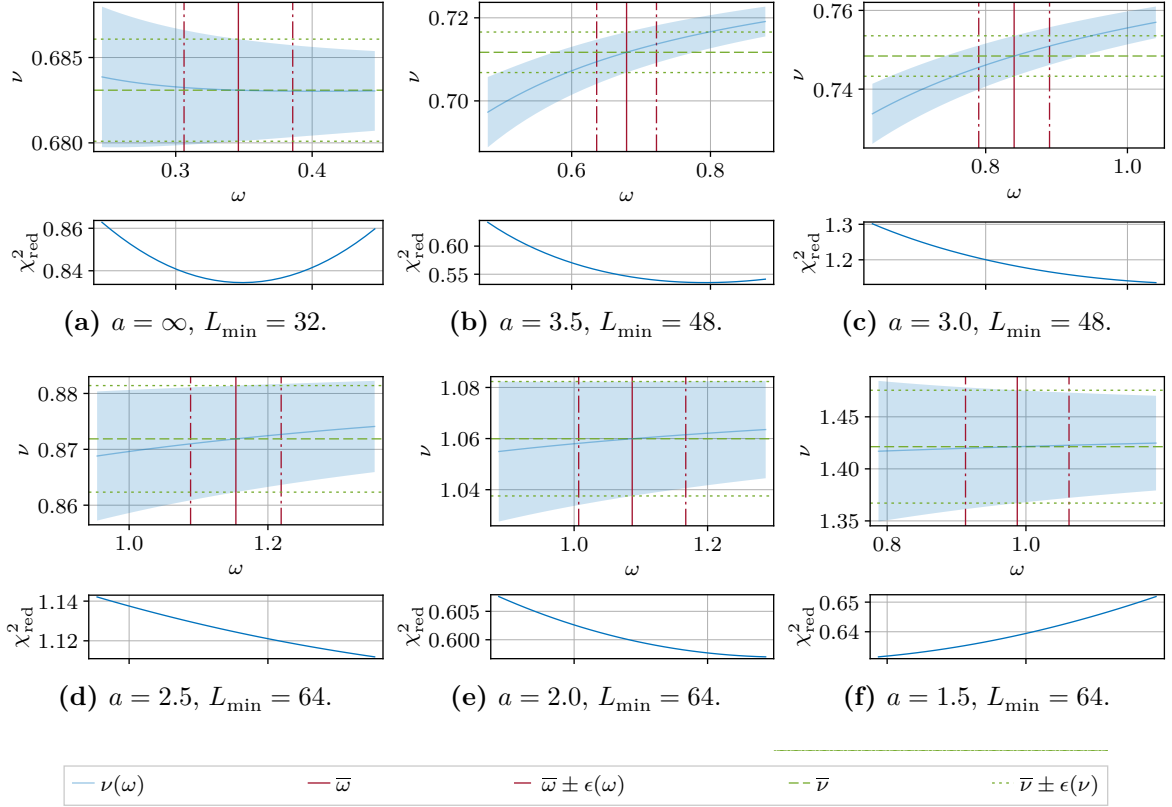 0.685
0.680
ν
0.3 0.4
ω
0.86
0.84
χ²red
(a) a = ∞, Lmin = 32.
0.72
0.70
ν
0.6 0.8
ω
0.60
0.55
χ²red
(b) a = 3.5, Lmin = 48.
0.76
0.74
ν
0.8 1.0
ω
1.3
1.2
χ²red
(c) a = 3.0, Lmin = 48.
0.88
0.87
0.86
ν
1.0 1.2
ω
1.14
1.12
χ²red
(d) a = 2.5, Lmin = 64.
1.08
1.06
1.04
ν
1.0 1.2
ω
0.605
0.600
χ²red
(e) a = 2.0, Lmin = 64.
1.45
1.40
1.35
ν
0.8 1.0
ω
0.65
0.64
χ²red
(f) a = 1.5, Lmin = 64.
ν(ω) ω̅ ω̅ ± ϵ(ω) ν̅ ν̅ ± ϵ(ν)